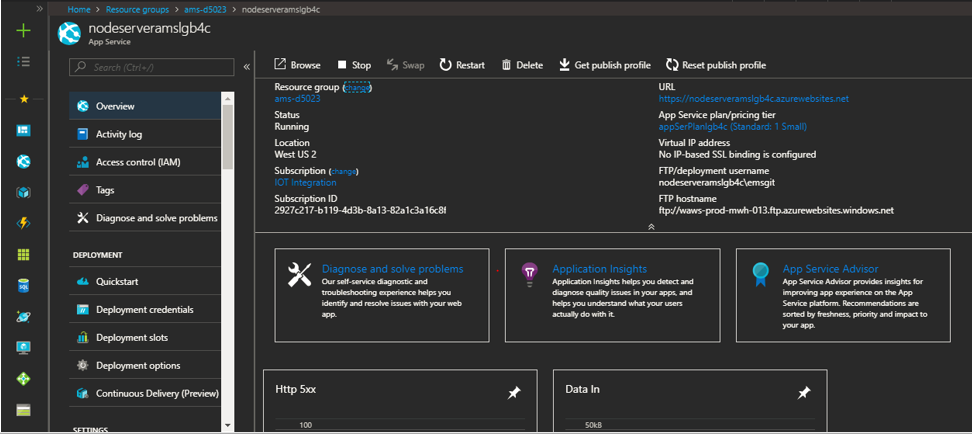 Home > Resource groups > ams-d5023 > nodeserveramslgb4c
nodeserveramslgb4c
App Service
Search (Ctrl+/)
Overview
Activity log
Access control (IAM)
Tags
Diagnose and solve problems
DEPLOYMENT
Quickstart
Deployment credentials
Deployment slots
Deployment options
Continuous Delivery (Preview)
SETTINGS
Browse Stop Swap Restart Delete Get publish profile Reset publish profile
Resource group (change)
ams-d5023
Status
Running
Location
West US 2
Subscription (change)
IOT Integration
Subscription ID
2927c217-b119-4d3b-8a13-82a1c3a16c8f
URL
https://nodeserveramslgb4c.azurewebsites.net
App Service plan/pricing tier
appSerPlanlgb4c (Standard: 1 Small)
Virtual IP address
No IP-based SSL binding is configured
FTP/deployment username
nodeserveramslgb4c\emsgit
FTP hostname
ftp://waws-prod-mwh-013.ftp.azurewebsites.windows.net
Diagnose and solve problems
Our self-service diagnostic and
troubleshooting experience helps you
identify and resolve issues with your web
app.
Application Insights
Application Insights helps you detect and
diagnose quality issues in your apps, and
helps you understand what your users
actually do with it.
App Service Advisor
App Service Advisor provides insights for
improving app experience on the App
Service platform. Recommendations are
sorted by freshness, priority and impact to
your app.
Http 5xx
100
Data In
50kB